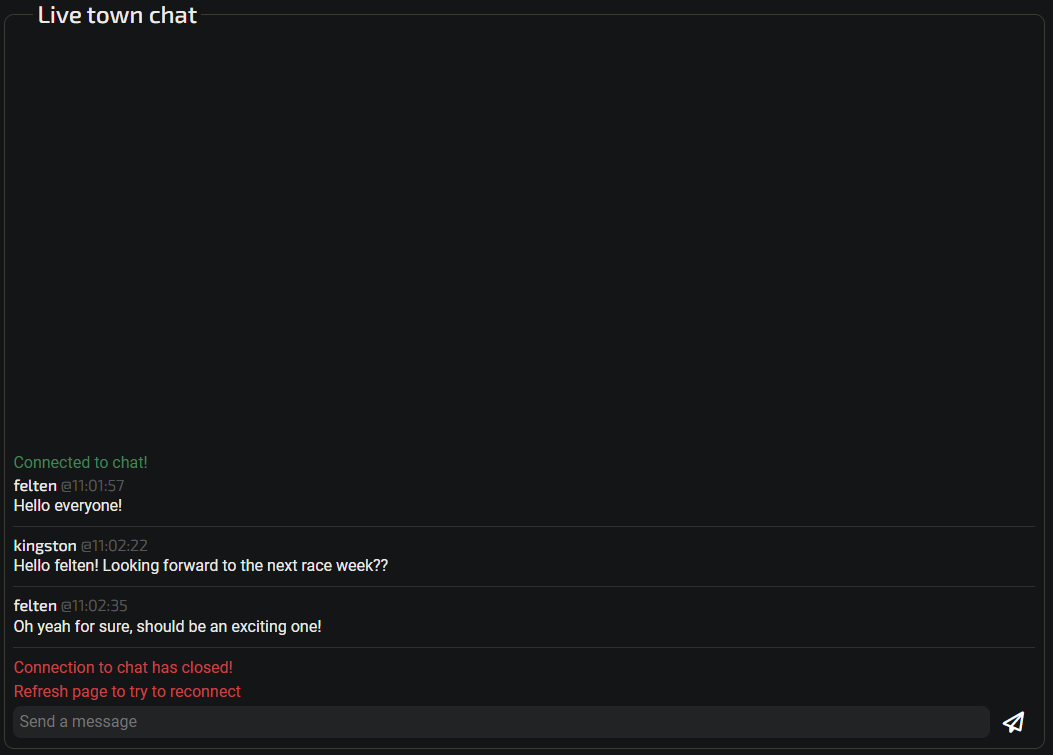 Live town chat
Connected to chat!
felten @11:01:57
Hello everyone!
kingston @11:02:22
Hello felten! Looking forward to the next race week??
felten @11:02:35
Oh yeah for sure, should be an exciting one!
Connection to chat has closed!
Refresh page to try to reconnect
Send a message